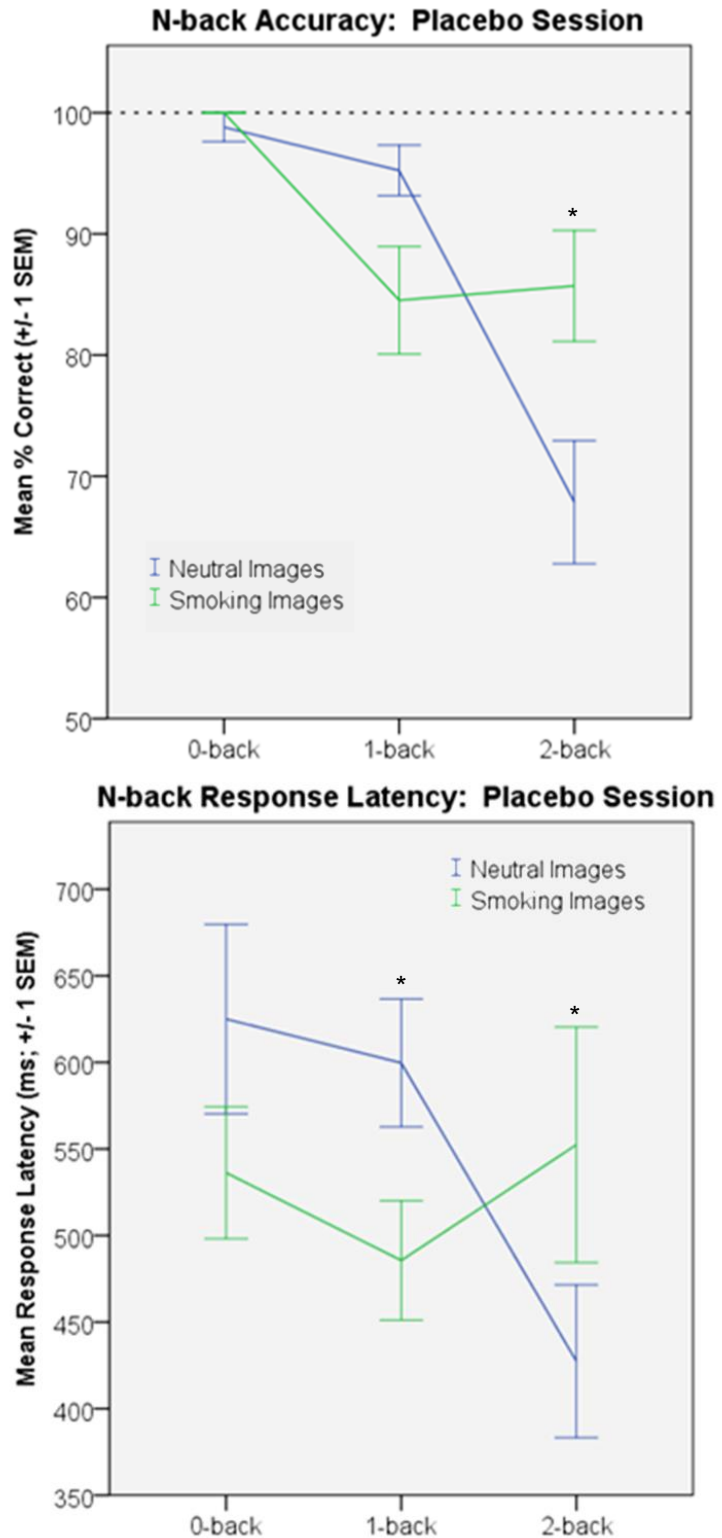 N-back Accuracy: Placebo Session
Mean % Correct (+/- 1 SEM)
100
90
80
70
60
50
*
Neutral Images
Smoking Images
0-back
1-back
2-back
N-back Response Latency: Placebo Session
Mean Response Latency (ms; +/- 1 SEM)
700
650
600
550
500
450
400
350
Neutral Images
Smoking Images
*
*
0-back
1-back
2-back